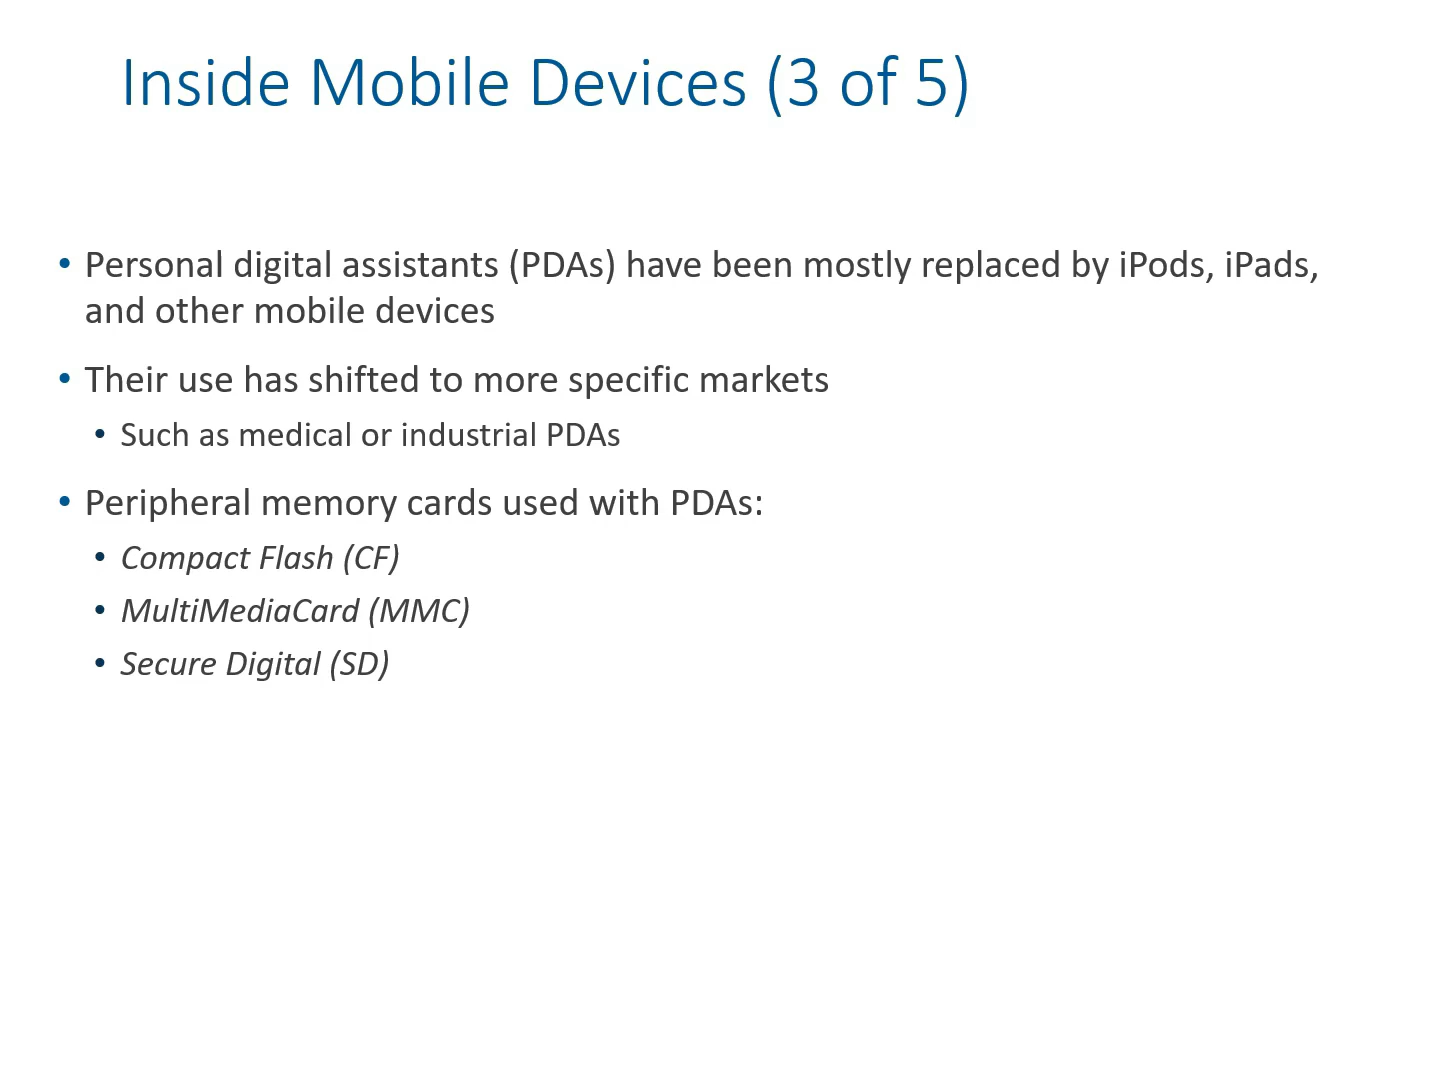 Inside Mobile Devices (3 of 5)
• Personal digital assistants (PDAs) have been mostly replaced by iPods, iPads,
and other mobile devices
• Their use has shifted to more specific markets
• Such as medical or industrial PDAs
• Peripheral memory cards used with PDAs:
• Compact Flash (CF)
• MultiMediaCard (MMC)
• Secure Digital (SD)